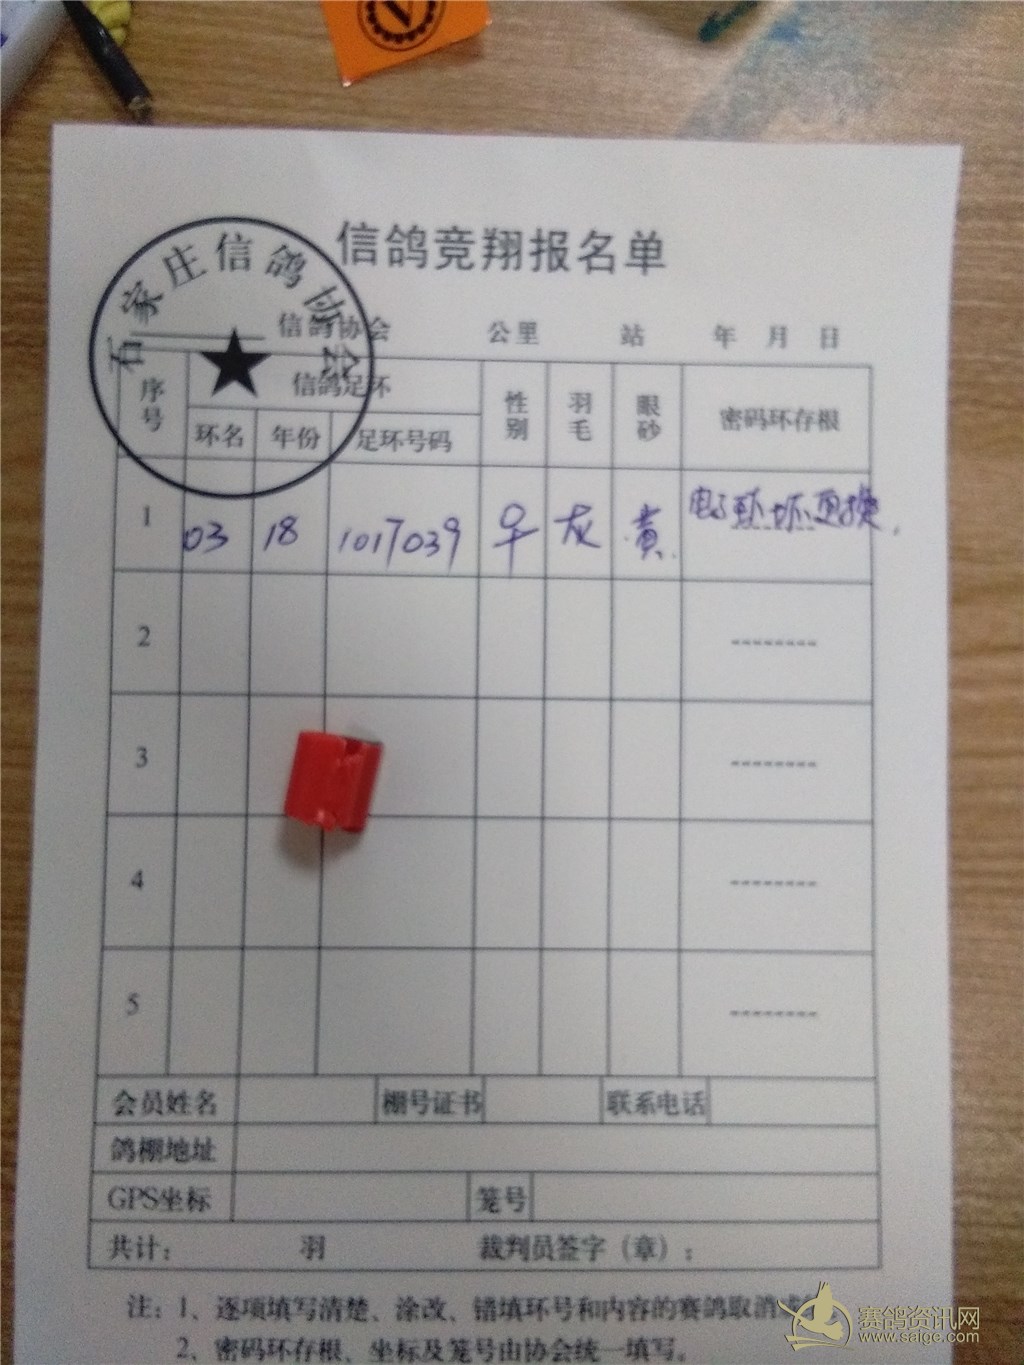 信鸽竞翔报名单
石家庄信鸽协会
信鸽协会 公里 站 年 月 日
序号 信鸽足环 性别 羽毛 眼砂 密码环存根
环名 年份 足环号码
1 03 18 1017039 ♀ 灰 黄. 电子环坏更换.
2 --------
3 --------
4 --------
5 --------
会员姓名 棚号证书 联系电话
鸽棚地址
GPS坐标 笼号
共计: 羽 裁判员签字(章):
注:1、逐项填写清楚、涂改、错填环号和内容的赛鸽取消成
2、密码环存根、坐标及笼号由协会统一填写。
赛鸽资讯网
www.saige.com